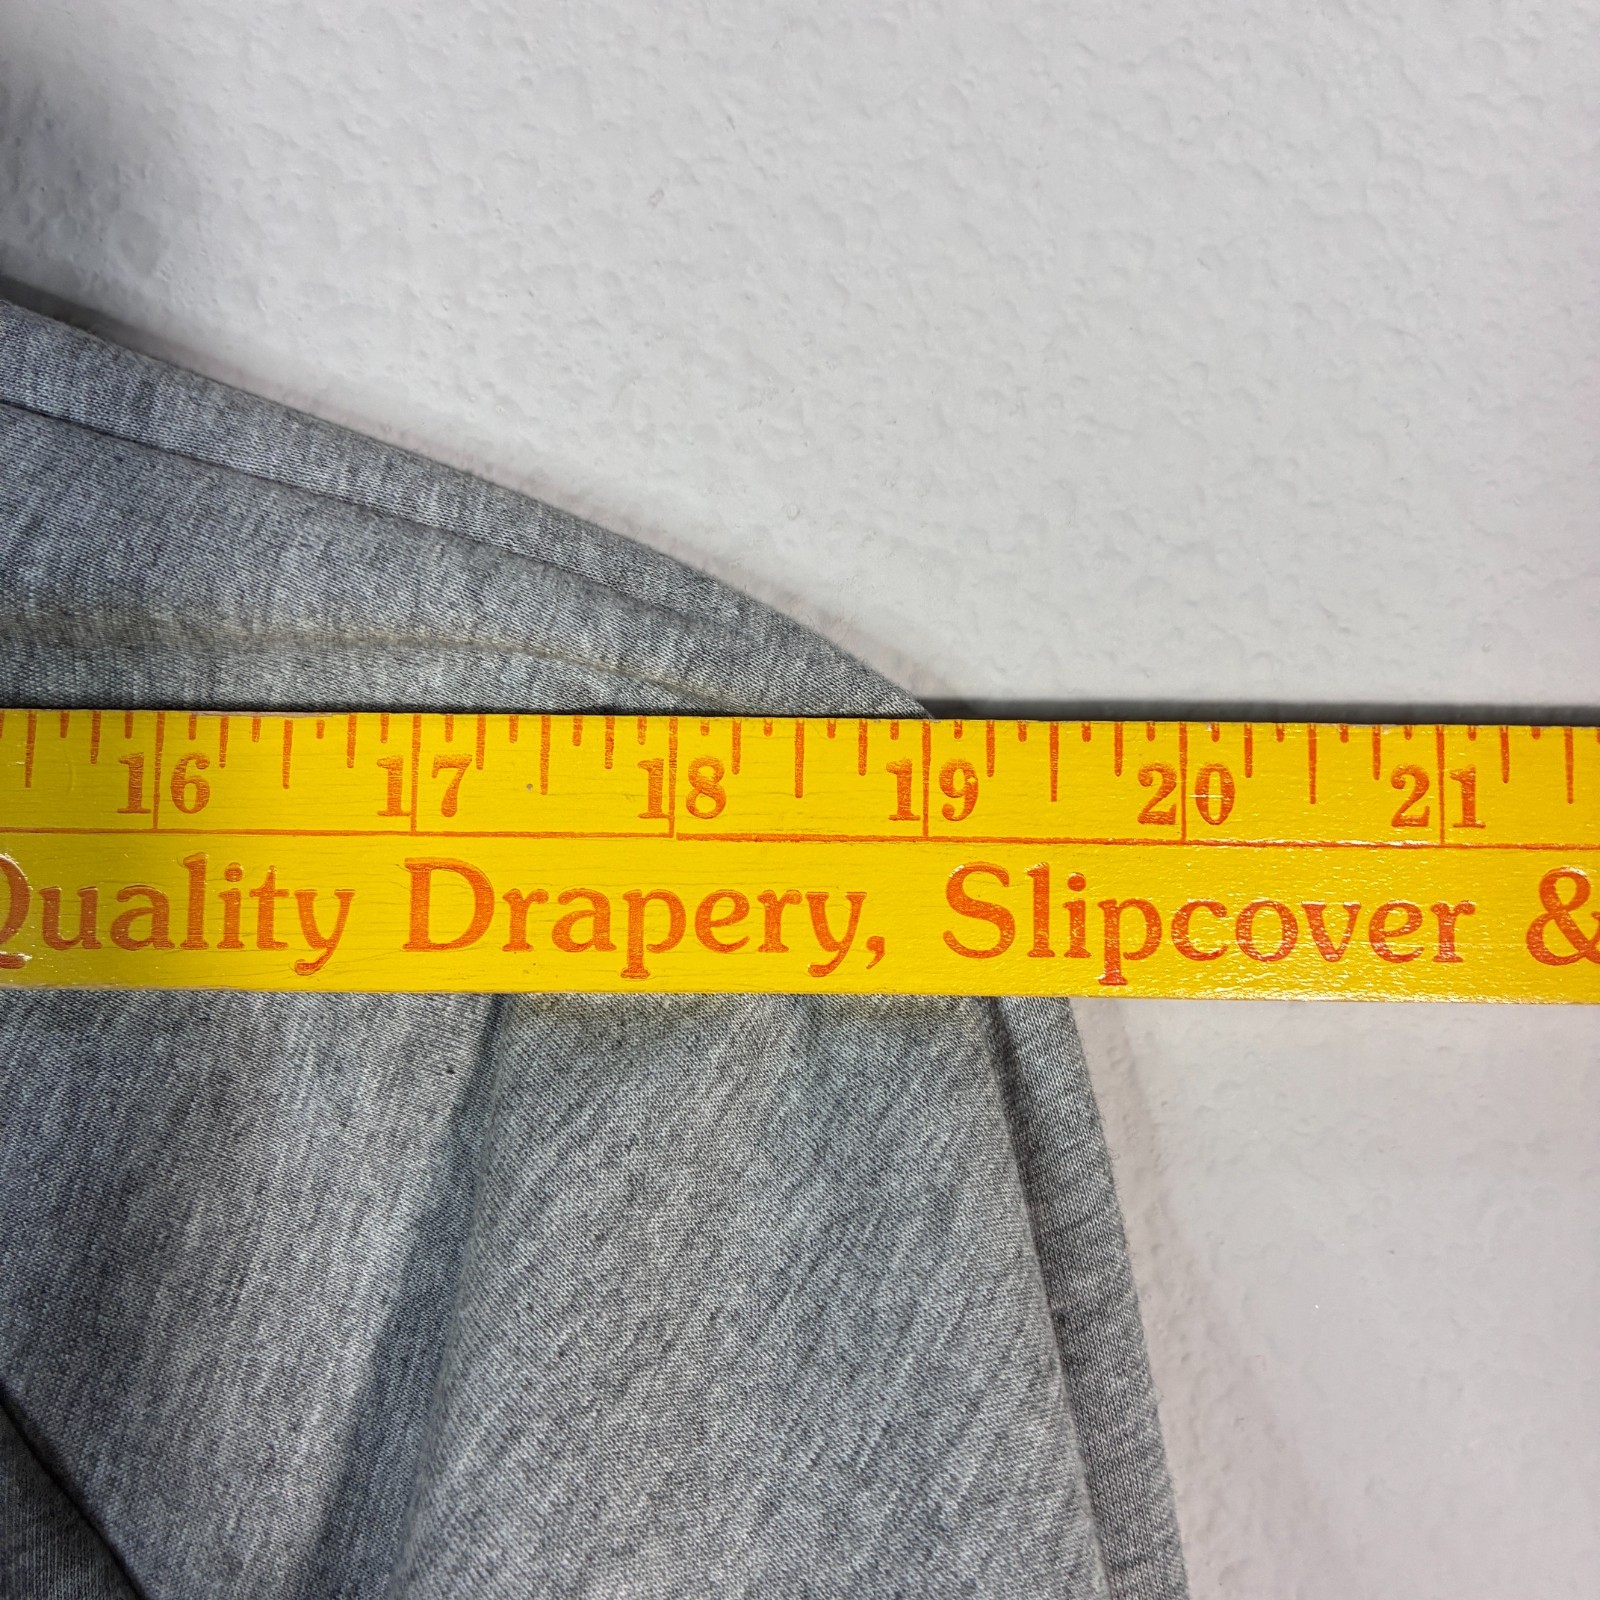 16 17 18 19 20 21
Quality Drapery, Slipcover &